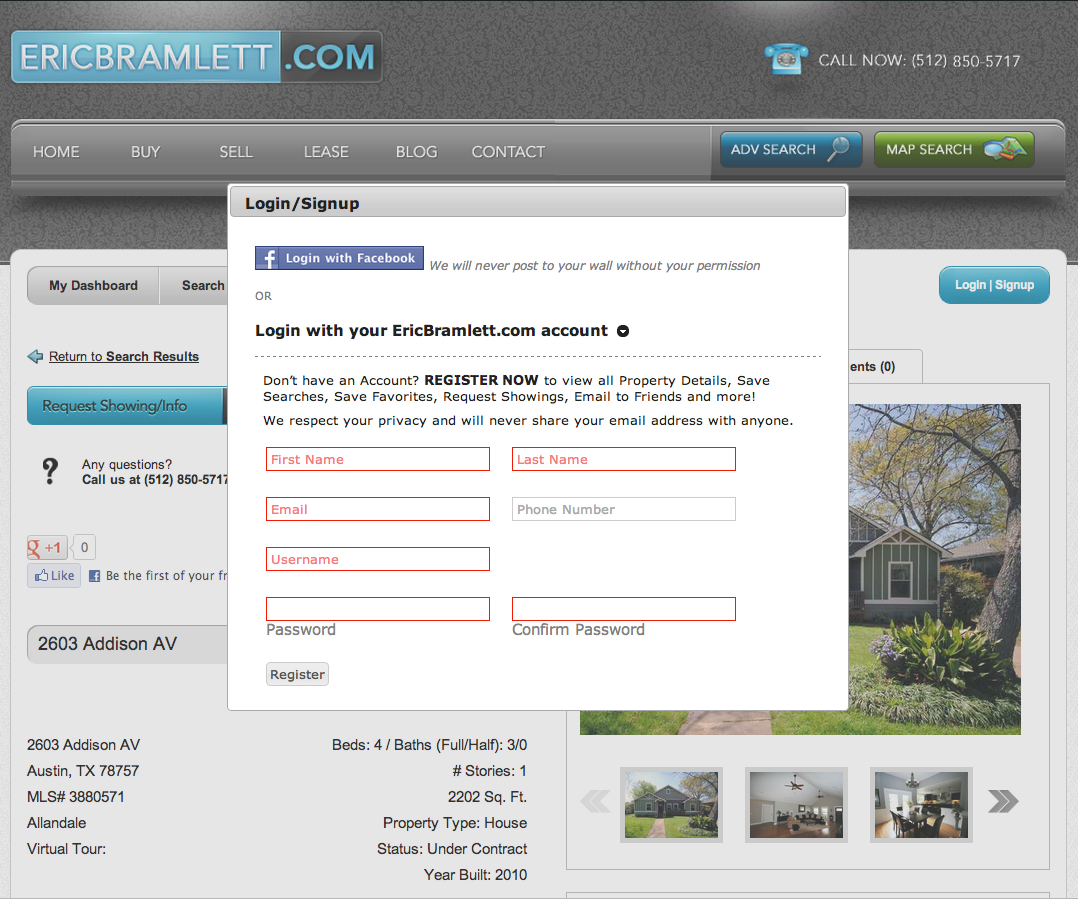 ERICBRAMLETT.COM
CALL NOW: (512) 850-5717
HOME BUY SELL LEASE BLOG CONTACT ADV SEARCH MAP SEARCH
Login/Signup
f Login with Facebook We will never post to your wall without your permission
OR
Login with your EricBramlett.com account
Don't have an Account? REGISTER NOW to view all Property Details, Save
Searches, Save Favorites, Request Showings, Email to Friends and more!
We respect your privacy and will never share your email address with anyone.
First Name Last Name
Email Phone Number
Username
Password Confirm Password
Register
My Dashboard Search
Login | Signup
Return to Search Results
ents (0)
Request Showing/Info
? Any questions?
Call us at (512) 850-5717
g +1 0
Like f Be the first of your fr
2603 Addison AV
2603 Addison AV
Austin, TX 78757
MLS# 3880571
Allandale
Virtual Tour:
Beds: 4 / Baths (Full/Half): 3/0
# Stories: 1
2202 Sq. Ft.
Property Type: House
Status: Under Contract
Year Built: 2010